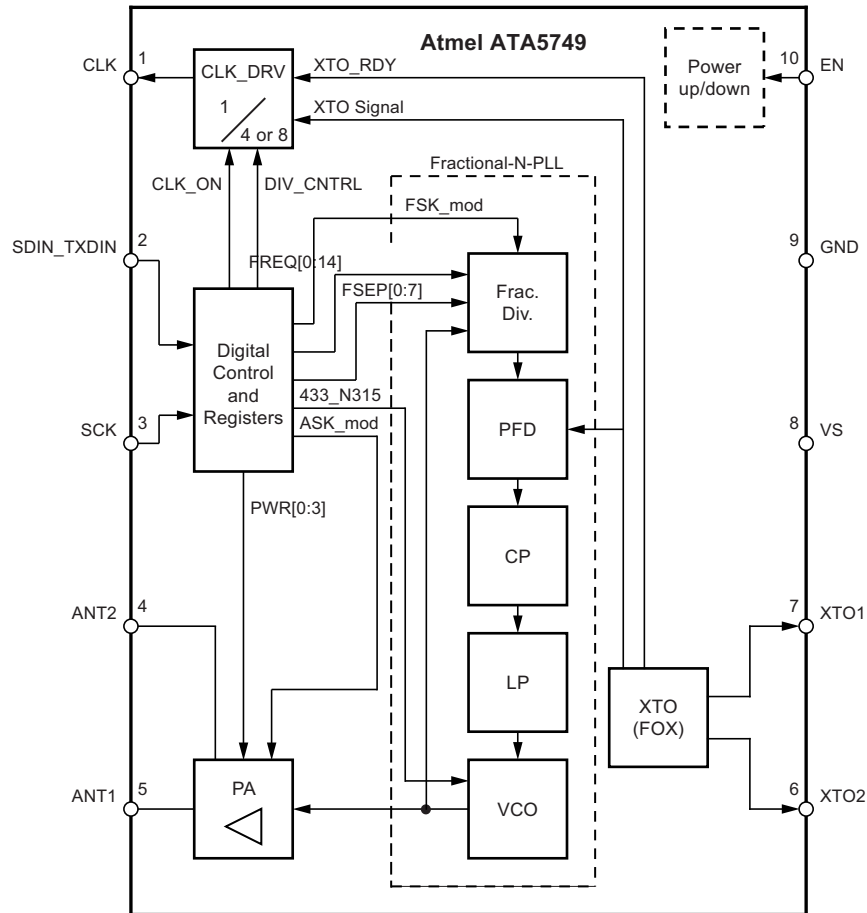 Atmel ATA5749
CLK
1
CLK_DRV
1
4 or 8
XTO_RDY
XTO Signal
Power
up/down
10
EN
CLK_ON
DIV_CNTRL
Fractional-N-PLL
FSK_mod
SDIN_TXDIN
2
FREQ[0:14]
FSEP[0:7]
Frac.
Div.
9
GND
Digital
Control
and
Registers
433_N315
ASK_mod
SCK
3
PFD
8
VS
PWR[0:3]
CP
ANT2
4
7
XTO1
LP
XTO
(FOX)
ANT1
5
PA
VCO
6
XTO2